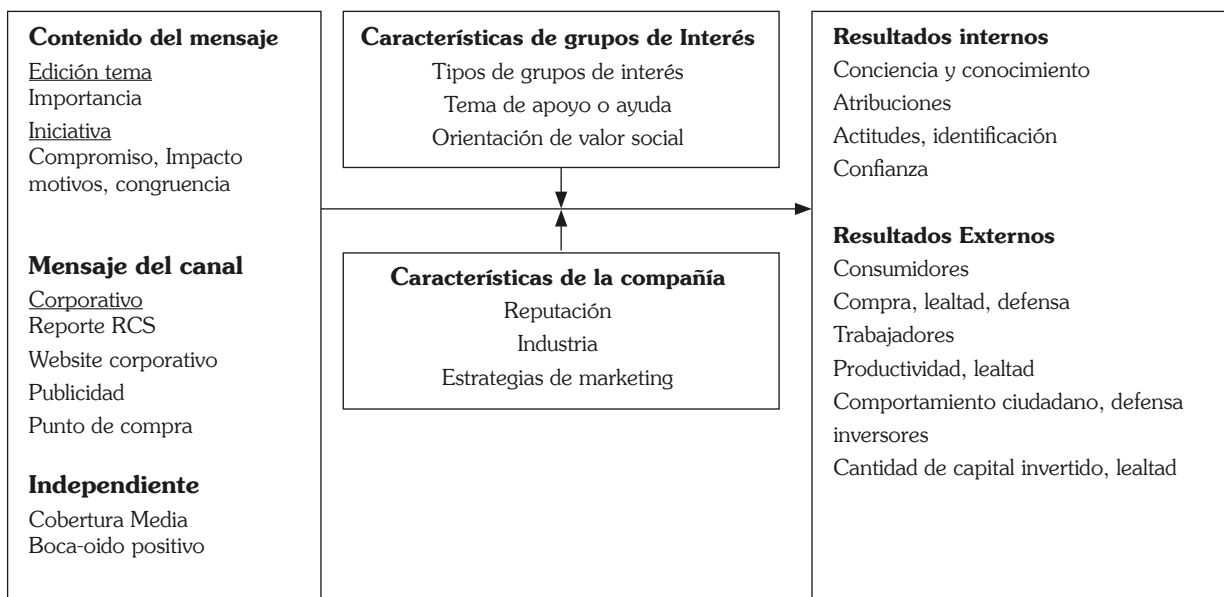 Contenido del mensaje
Edición tema
Importancia
Iniciativa
Compromiso, Impacto
motivos, congruencia
Mensaje del canal
Corporativo
Reporte RCS
Website corporativo
Publicidad
Punto de compra
Independiente
Cobertura Media
Boca-oido positivo
Características de grupos de Interés
Tipos de grupos de interés
Tema de apoyo o ayuda
Orientación de valor social
Características de la compañía
Reputación
Industria
Estrategias de marketing
Resultados internos
Conciencia y conocimiento
Atribuciones
Actitudes, identificación
Confianza
Resultados Externos
Consumidores
Compra, lealtad, defensa
Trabajadores
Productividad, lealtad
Comportamiento ciudadano, defensa
inversores
Cantidad de capital invertido, lealtad